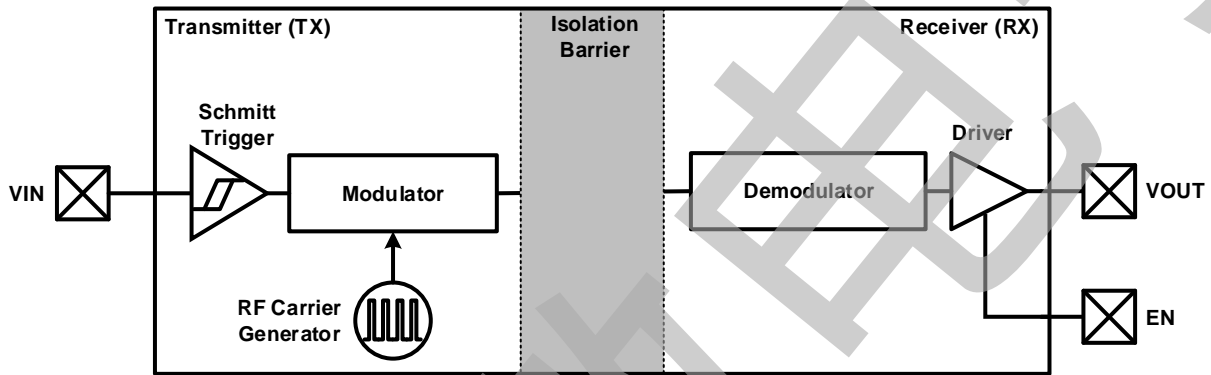 Transmitter (TX)
Isolation
Barrier
Receiver (RX)
Schmitt
Trigger
Driver
VIN
Modulator
Demodulator
VOUT
RF Carrier
Generator
EN